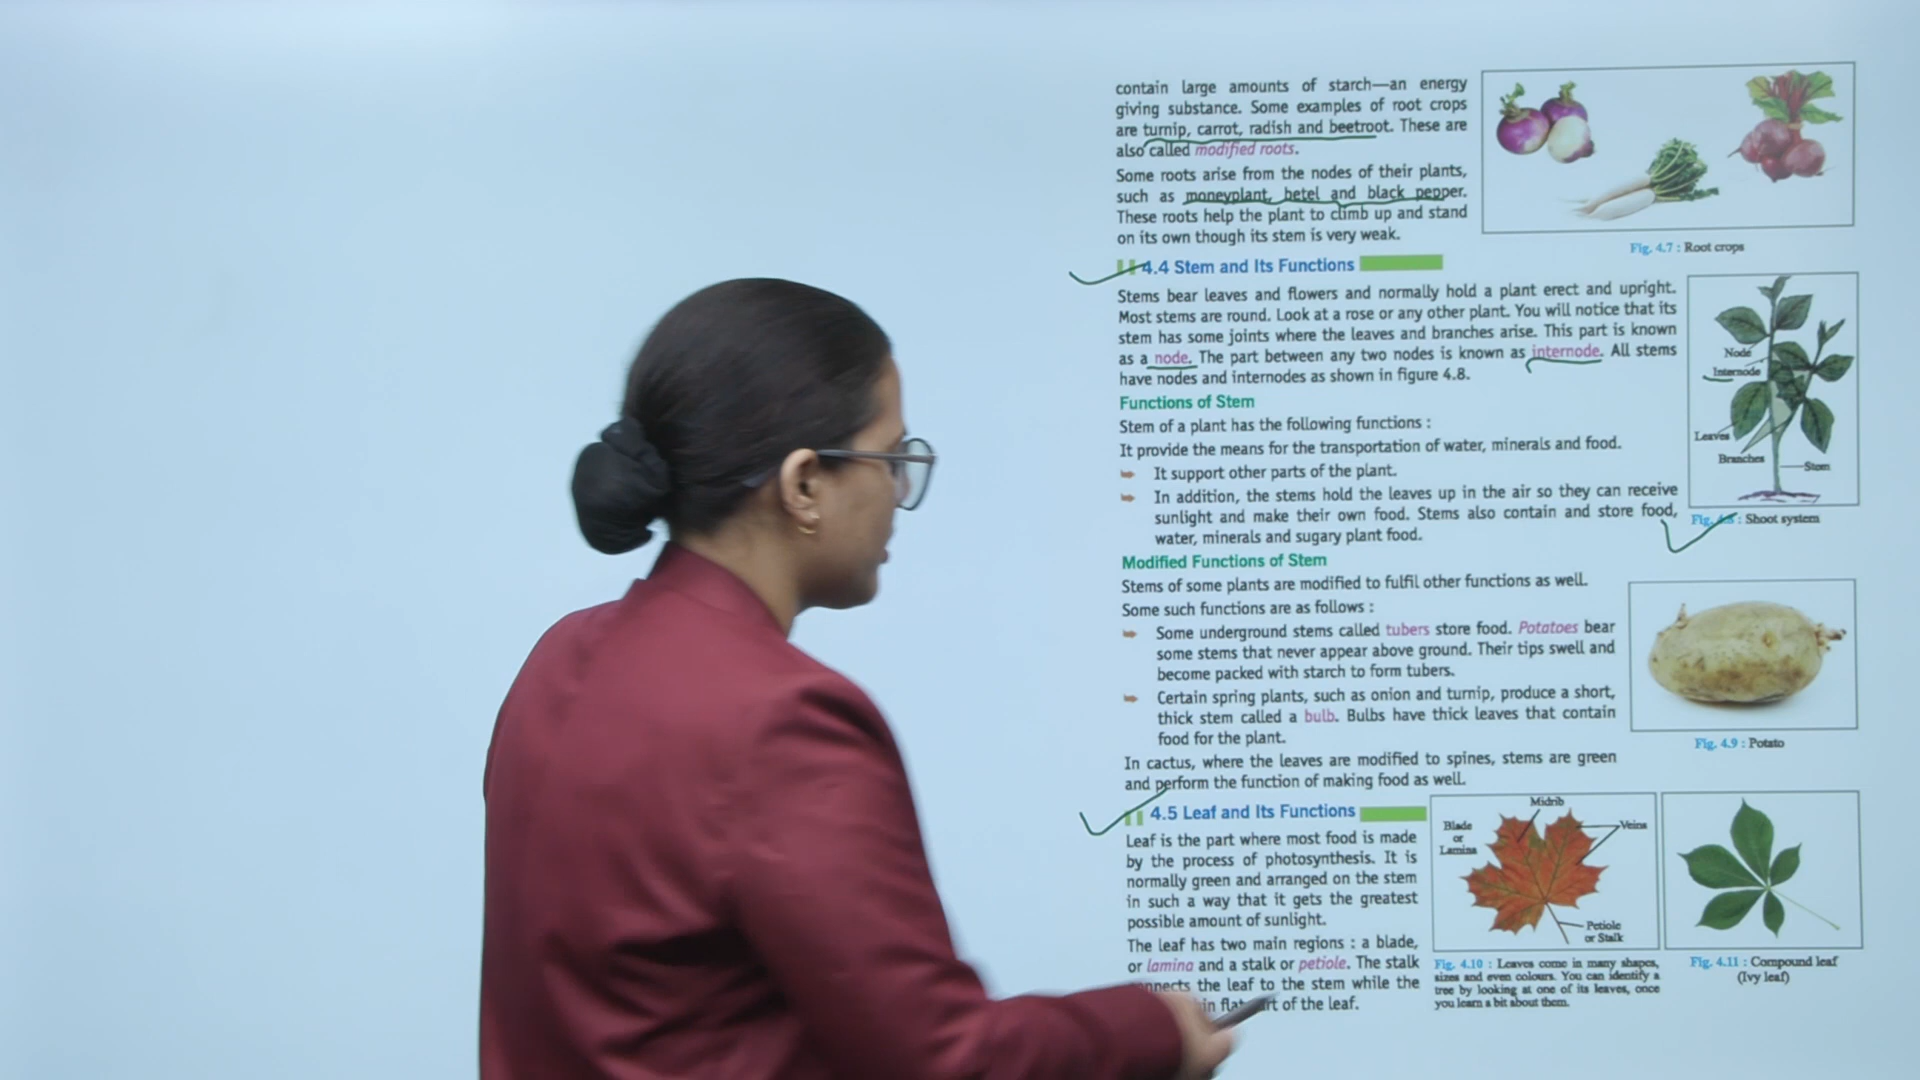 contain large amounts of starch—an energy
giving substance. Some examples of root crops
are turnip, carrot, radish and beetroot. These are
also called modified roots.
Some roots arise from the nodes of their plants,
such as moneyplant, betel and black pepper.
These roots help the plant to climb up and stand
on its own though its stem is very weak.
Fig. 4.7 : Root crops
4.4 Stem and Its Functions
Stems bear leaves and flowers and normally hold a plant erect and upright.
Most stems are round. Look at a rose or any other plant. You will notice that its
stem has some joints where the leaves and branches arise. This part is known
as a node. The part between any two nodes is known as internode. All stems
have nodes and internodes as shown in figure 4.8.
Node
Internode
Leaves
Branches
Stem
Fig. 4.8 : Shoot system
Functions of Stem
Stem of a plant has the following functions :
It provide the means for the transportation of water, minerals and food.
It support other parts of the plant.
In addition, the stems hold the leaves up in the air so they can receive
sunlight and make their own food. Stems also contain and store food,
water, minerals and sugary plant food.
Modified Functions of Stem
Stems of some plants are modified to fulfil other functions as well.
Some such functions are as follows :
Some underground stems called tubers store food. Potatoes bear
some stems that never appear above ground. Their tips swell and
become packed with starch to form tubers.
Certain spring plants, such as onion and turnip, produce a short,
thick stem called a bulb. Bulbs have thick leaves that contain
food for the plant.
Fig. 4.9 : Potato
In cactus, where the leaves are modified to spines, stems are green
and perform the function of making food as well.
4.5 Leaf and Its Functions
Leaf is the part where most food is made
by the process of photosynthesis. It is
normally green and arranged on the stem
in such a way that it gets the greatest
possible amount of sunlight.
The leaf has two main regions : a blade,
or lamina and a stalk or petiole. The stalk
the leaf to the stem while the
of the leaf.
Midrib
Blade
or
Lamina
Veins
Petiole
or Stalk
Fig. 4.10 : Leaves come in many shapes,
sizes and even colours. You can identify a
tree by looking at one of its leaves, once
you learn a bit about them.
Fig. 4.11 : Compound leaf
(Ivy leaf)